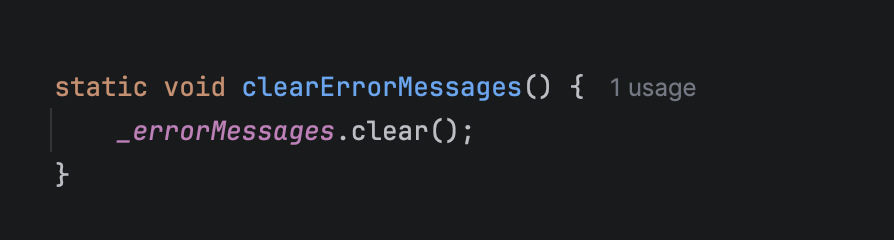 static void clearErrorMessages() { 1 usage
    _errorMessages.clear();
}